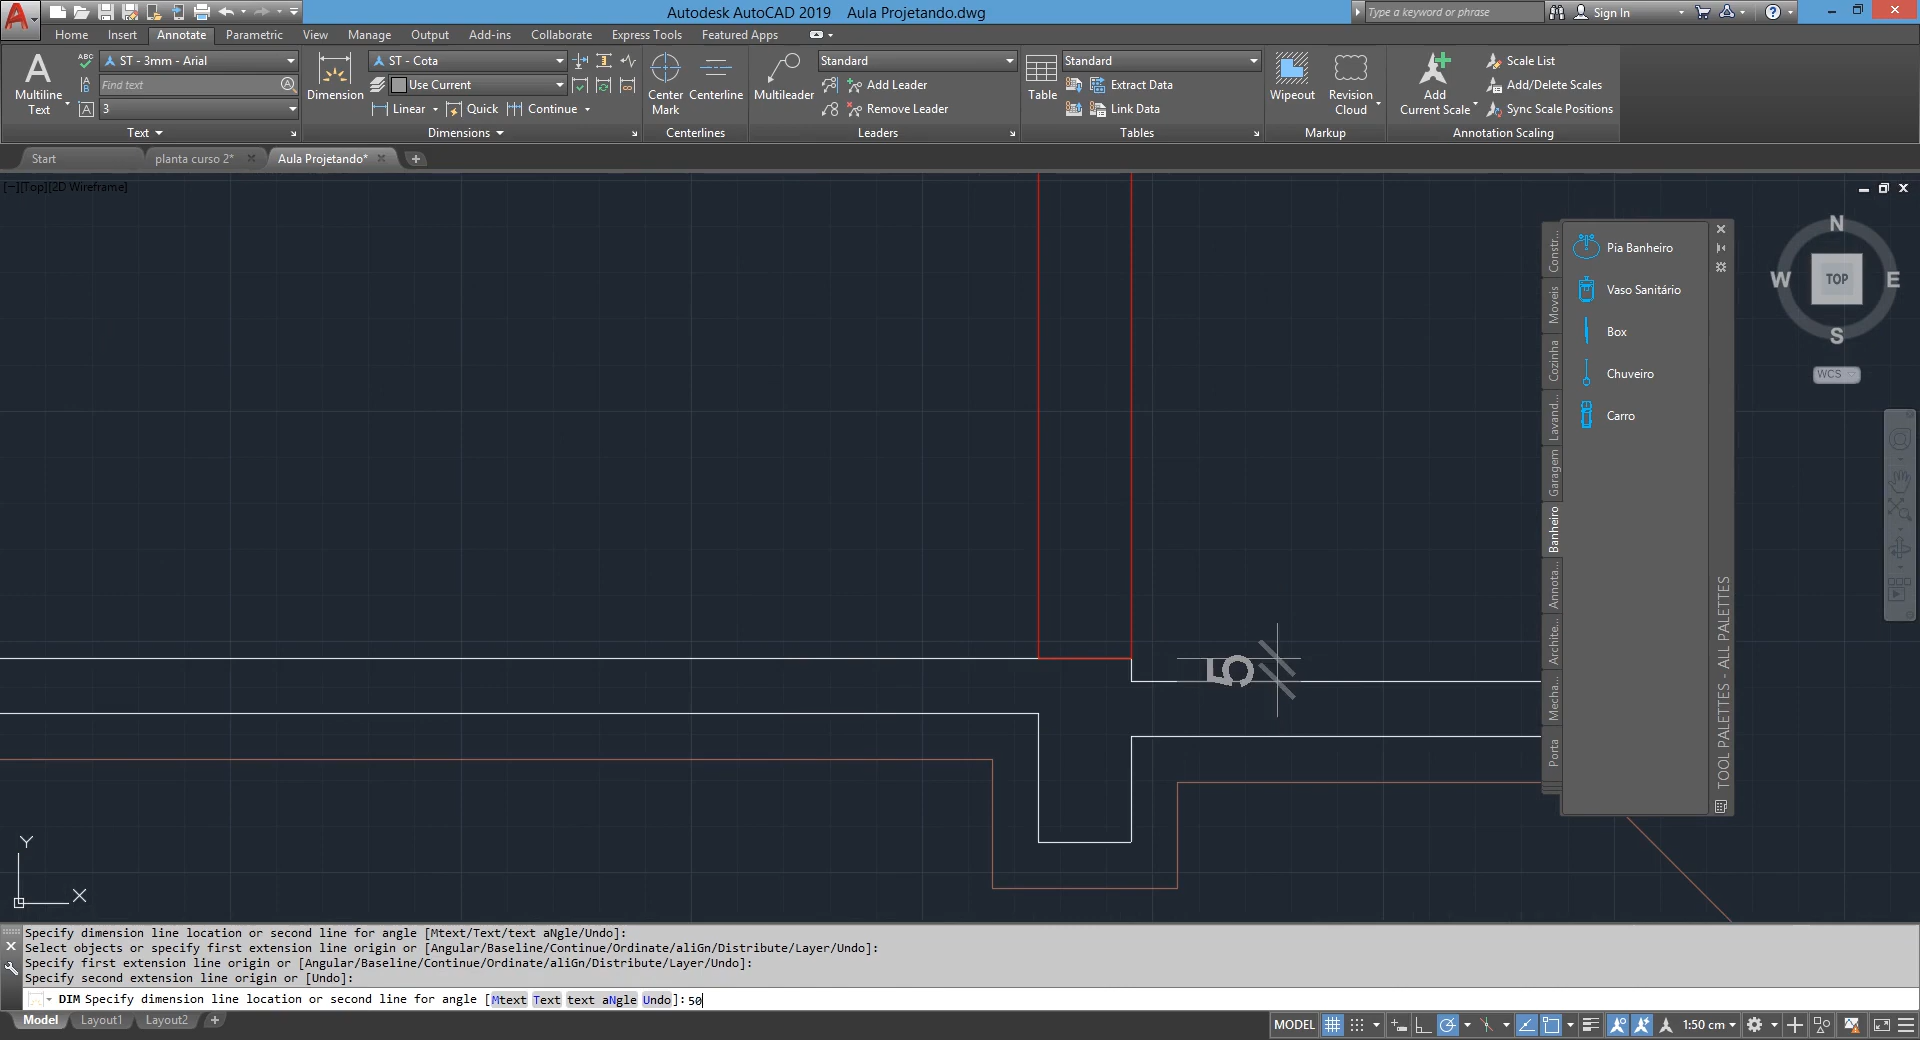 Autodesk AutoCAD 2019 Aula Projetando.dwg
Type a keyword or phrase
Sign In
Home Insert Annotate Parametric View Manage Output Add-ins Collaborate Express Tools Featured Apps
Multiline Text
ABC
ST - 3mm - Arial
Find text
3
Text
Dimension
ST - Cota
Use Current
Linear Quick Continue
Dimensions
Center Mark
Centerline
Centerlines
Multileader
Standard
Add Leader
Remove Leader
Leaders
Table
Standard
Extract Data
Link Data
Tables
Wipeout
Revision Cloud
Markup
Add Current Scale
Scale List
Add/Delete Scales
Sync Scale Positions
Annotation Scaling
Start
planta curso 2*
Aula Projetando*
[−][Top][2D Wireframe]
5
Constr...
Moveis
Cozinha
Lavand...
Garagem
Banheiro
Annota...
Archite...
Mecha...
Porta
Pia Banheiro
Vaso Sanitário
Box
Chuveiro
Carro
TOOL PALETTES - ALL PALETTES
N
W
TOP
E
S
WCS
Y
X
Specify dimension line location or second line for angle [Mtext/Text/text aNgle/Undo]:
Select objects or specify first extension line origin or [Angular/Baseline/Continue/Ordinate/aliGn/Distribute/Layer/Undo]:
Specify first extension line origin or [Angular/Baseline/Continue/Ordinate/aliGn/Distribute/Layer/Undo]:
Specify second extension line origin or [Undo]:
DIM Specify dimension line location or second line for angle [Mtext Text text aNgle Undo]: 50
Model Layout1 Layout2
MODEL
1:50 cm